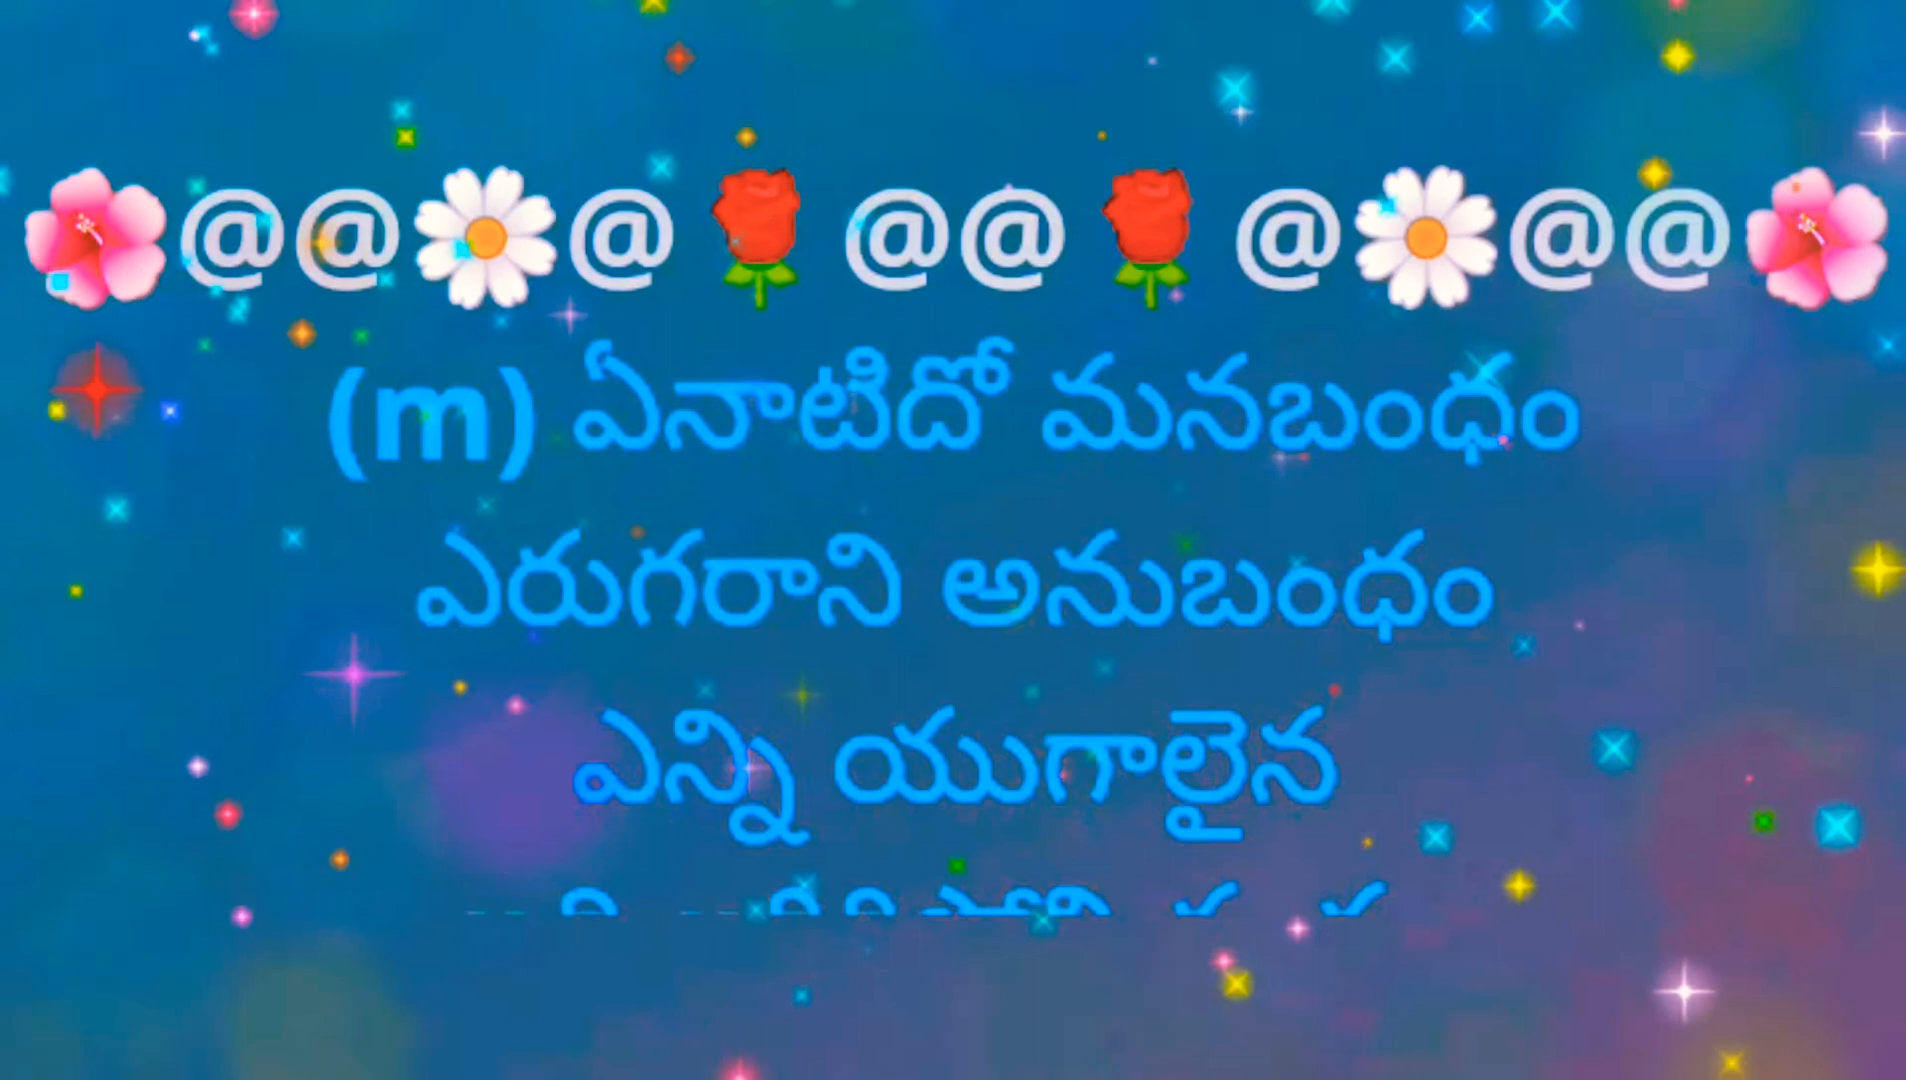 🌺@@🌼@🌹@@🌹@🌼@@🌺
(m) ఏనాటిదో మనబంధం
ఎరుగరాని అనుబంధం
ఎన్ని యుగాలైన